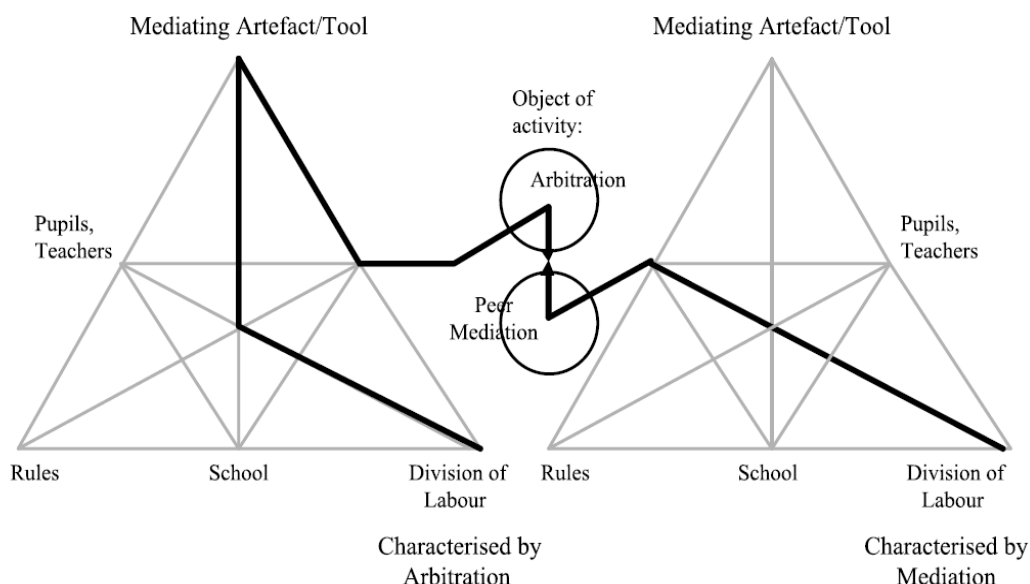 Mediating Artefact/Tool
Mediating Artefact/Tool
Object of
activity:
Arbitration
Pupils,
Teachers
Pupils,
Teachers
Peer
Mediation
Rules
School
Division of
Labour
Rules
School
Division of
Labour
Characterised by
Arbitration
Characterised by
Mediation